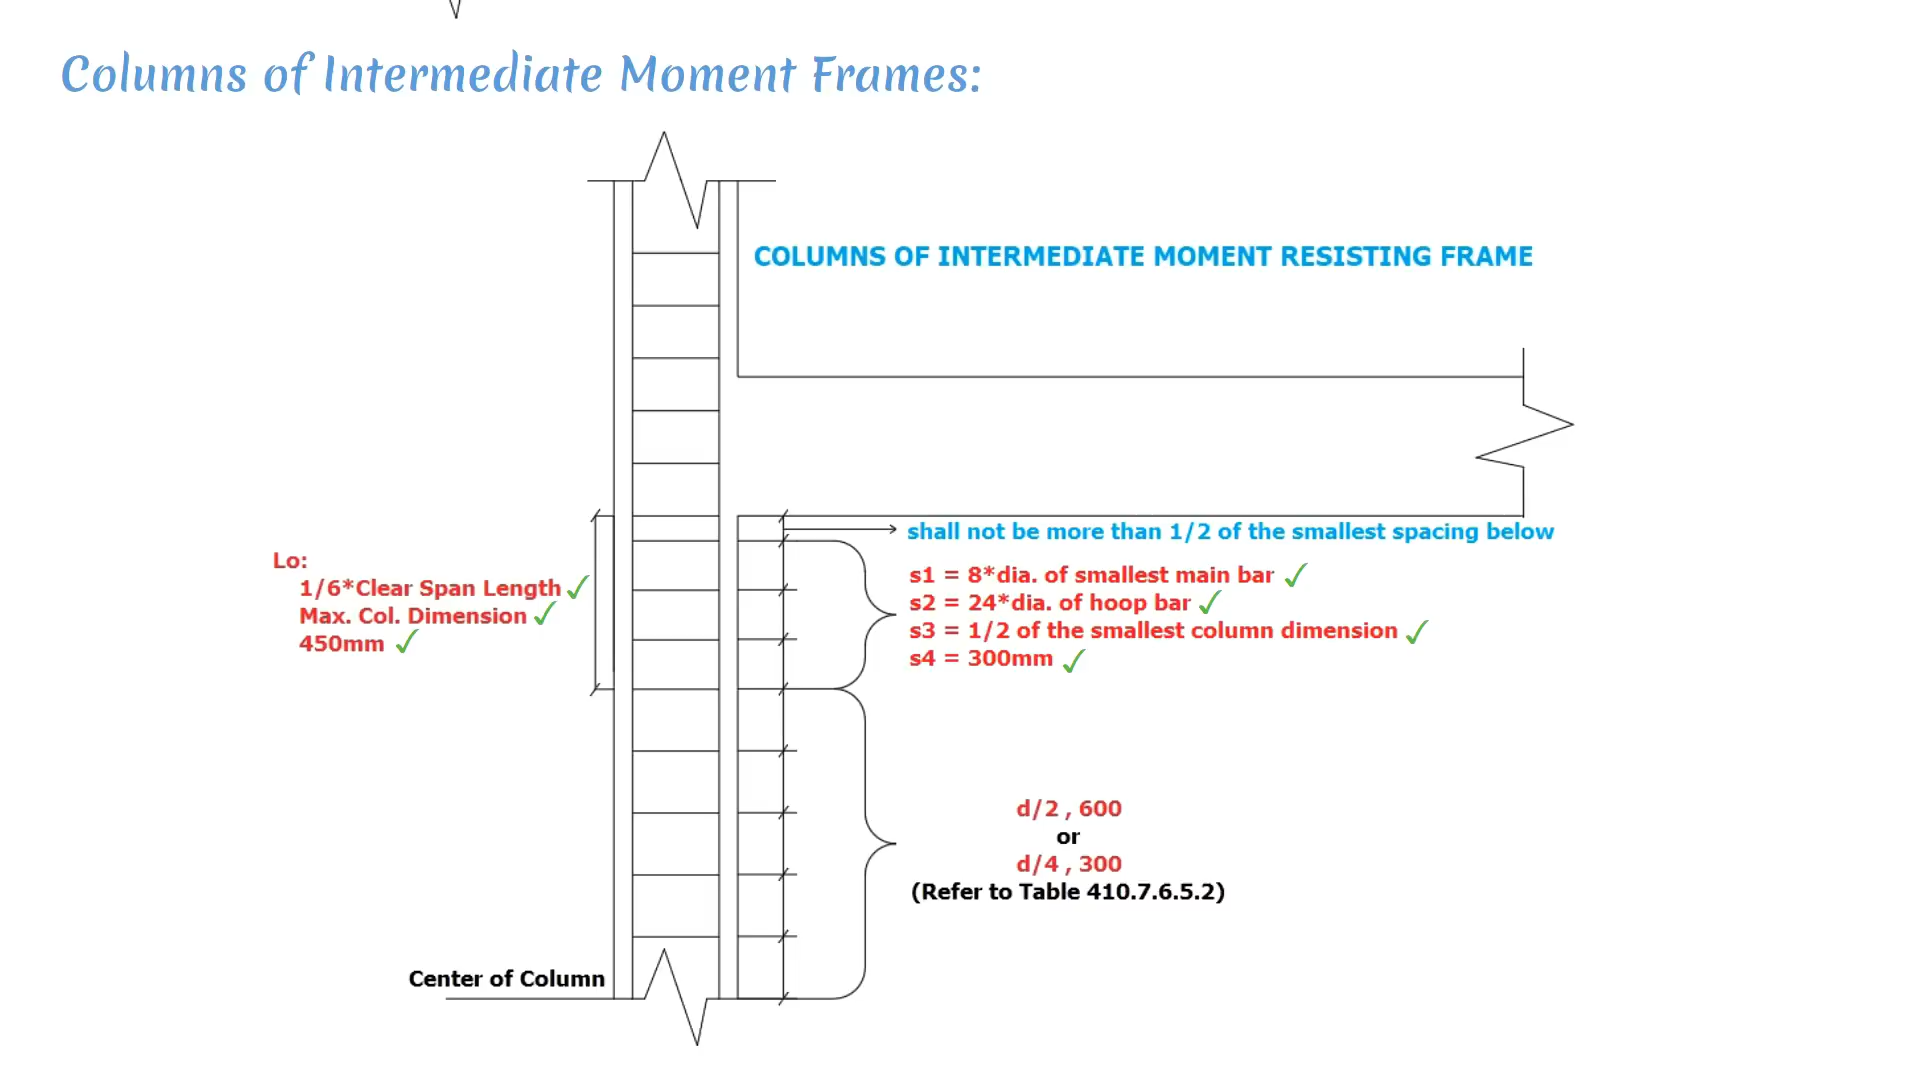 Columns of Intermediate Moment Frames:
COLUMNS OF INTERMEDIATE MOMENT RESISTING FRAME
shall not be more than 1/2 of the smallest spacing below
Lo:
1/6*Clear Span Length ✓
Max. Col. Dimension ✓
450mm ✓
s1 = 8*dia. of smallest main bar ✓
s2 = 24*dia. of hoop bar ✓
s3 = 1/2 of the smallest column dimension ✓
s4 = 300mm ✓
d/2 , 600
or
d/4 , 300
(Refer to Table 410.7.6.5.2)
Center of Column